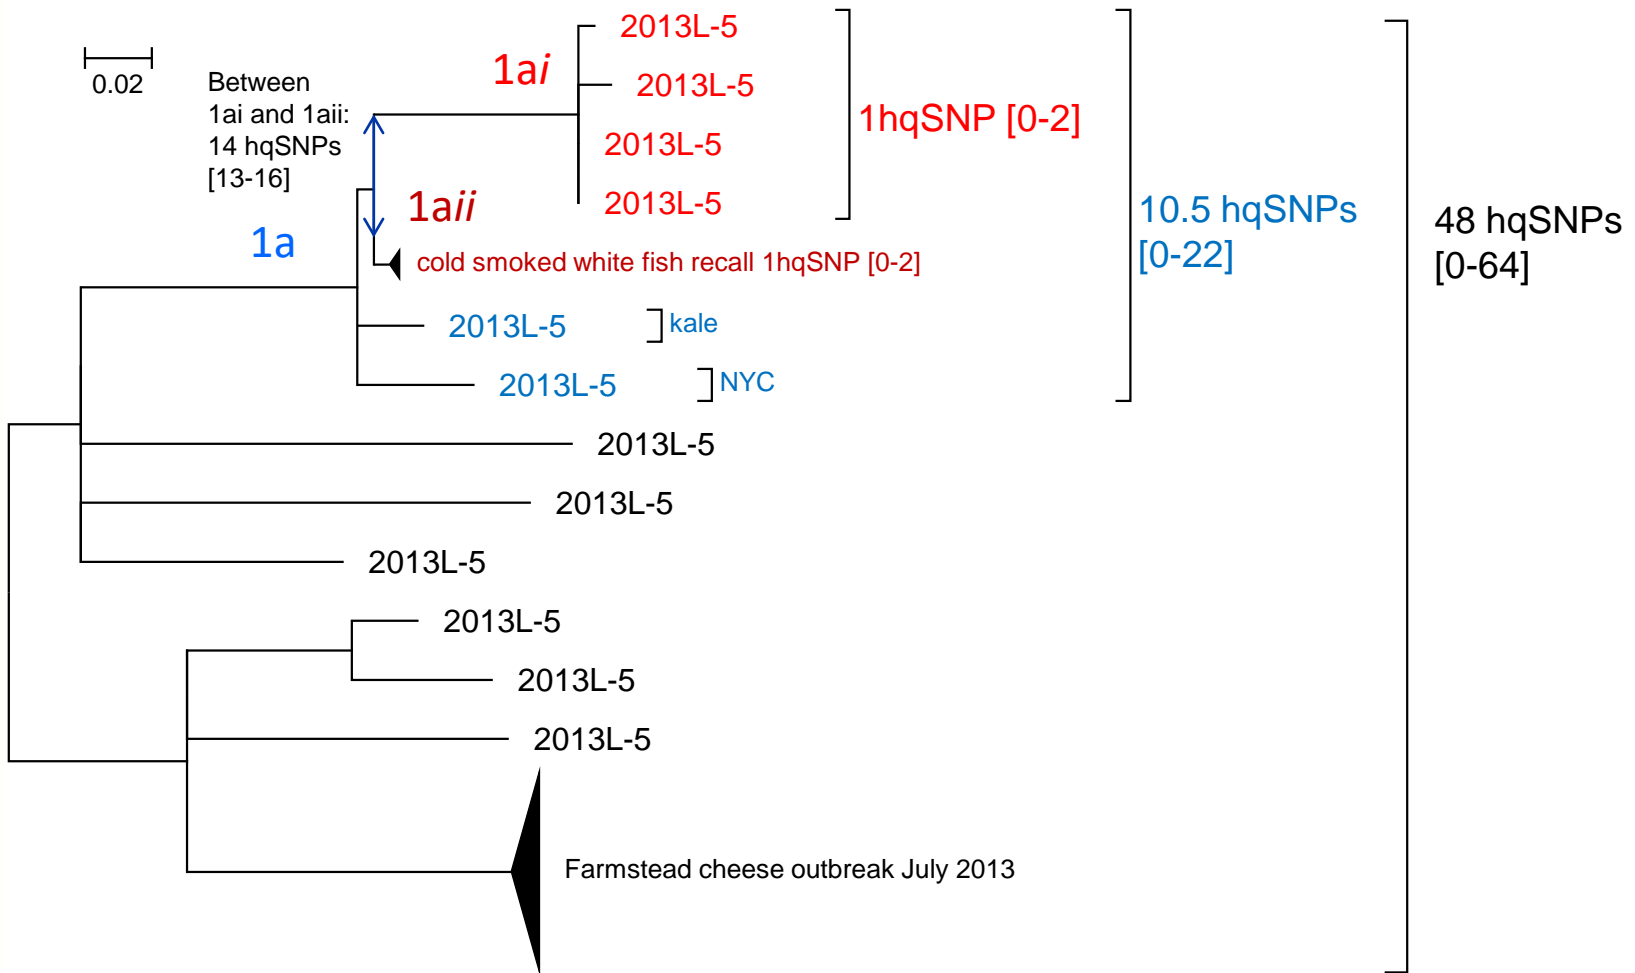 0.02
Between
1ai and 1aii:
14 hqSNPs
[13-16]
1ai
2013L-5
2013L-5
2013L-5
2013L-5
1hqSNP [0-2]
1aii
cold smoked white fish recall 1hqSNP [0-2]
1a
2013L-5
kale
2013L-5
NYC
10.5 hqSNPs
[0-22]
48 hqSNPs
[0-64]
2013L-5
2013L-5
2013L-5
2013L-5
2013L-5
2013L-5
Farmstead cheese outbreak July 2013